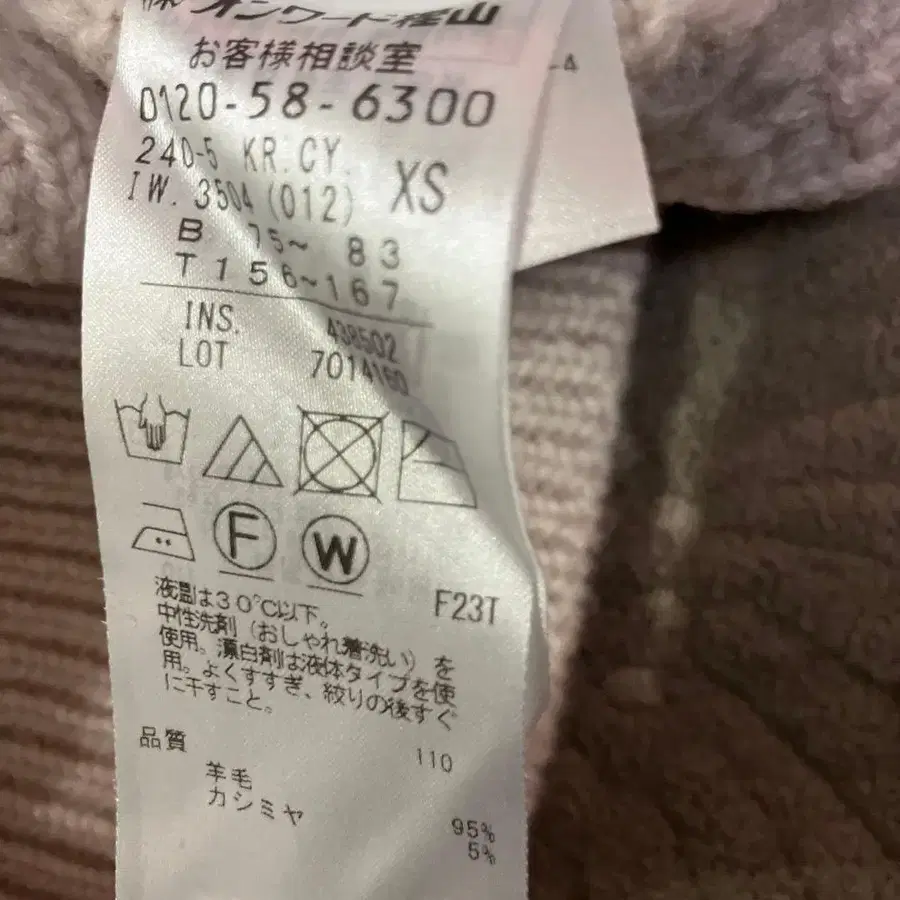 ㈱オンワード樫山
お客様相談室
0120-58-6300
-4
240-5 KR.CY.
XS
IW. 3504 (012)
B 75~ 83
T 156~167
INS. 438502
LOT 7014160
F
W
F23T
液温は30℃以下。
中性洗剤（おしゃれ着洗い）を
使用。漂白剤は液体タイプを使
用。よくすすぎ、絞りの後すぐ
に干すこと。
品質
110
羊毛 95%
カシミヤ 5%